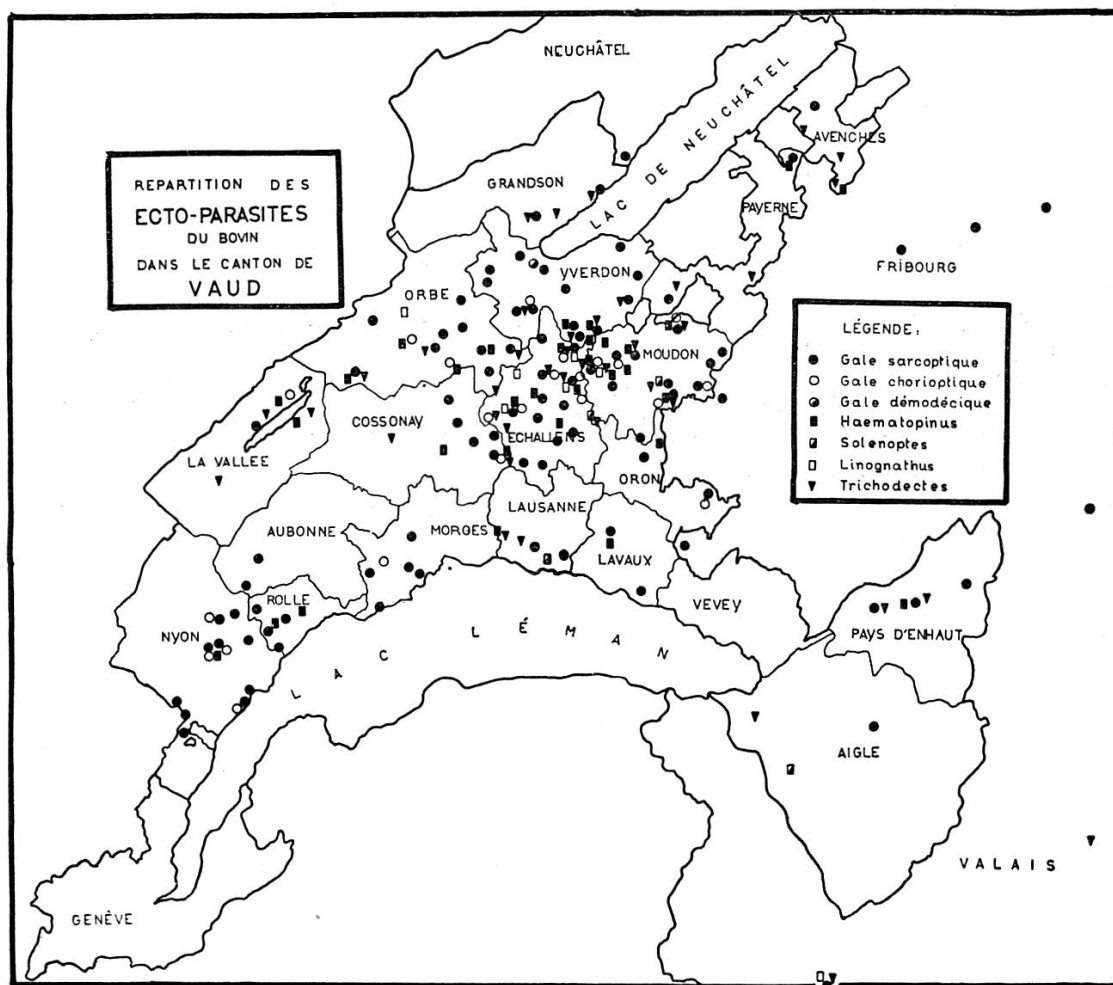 NEUCHÂTEL
LAC DE NEUCHÂTEL
AVENCHES
REPARTITION DES
ECTO-PARASITES
DU BOVIN
DANS LE CANTON DE
VAUD
GRANDSON
PAYERNE
FRIBOURG
YVERDON
ORBE
LÉGENDE:
Gale sarcoptique
Gale chorioptique
Gale démodécique
Haematopinus
Solenoptes
Linognathus
Trichodectes
MOUDON
COSSONAY
ECHALLENS
LA VALLEE
ORON
LAUSANNE
AUBONNE
MORGES
LAVAUX
ROLLE
VEVEY
NYON
PAYS D'ENHAUT
LAC LÉMAN
AIGLE
VALAIS
GENÈVE